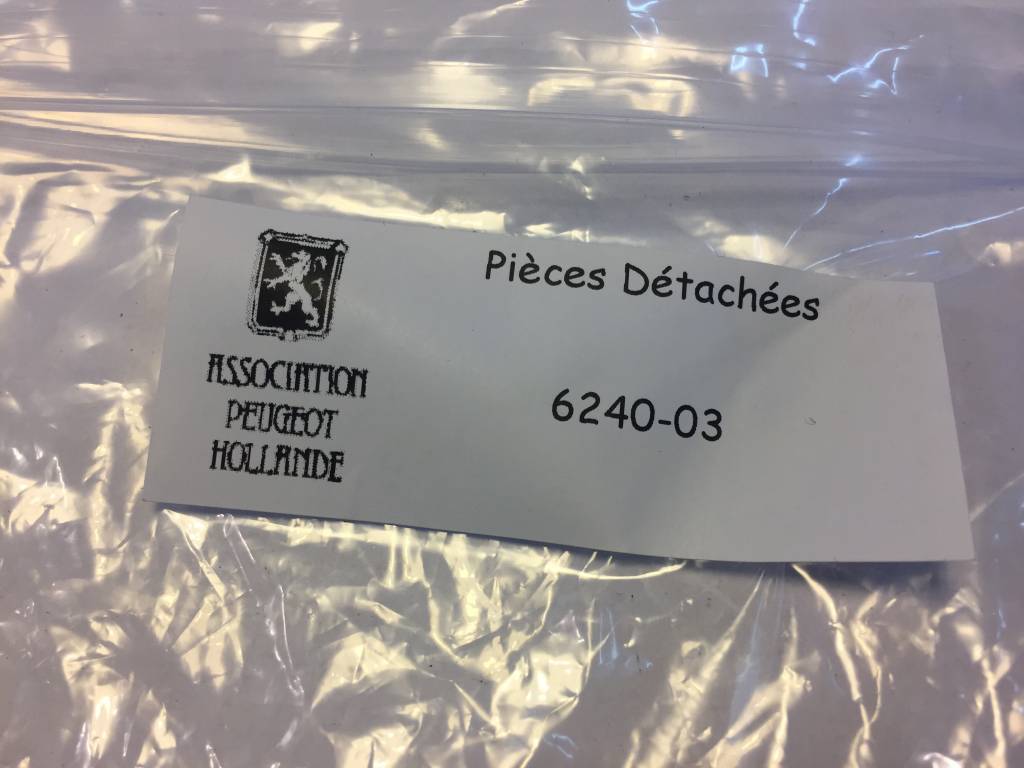 Pièces Détachées
6240-03
ASSOCIATION
PEUGEOT
HOLLANDE